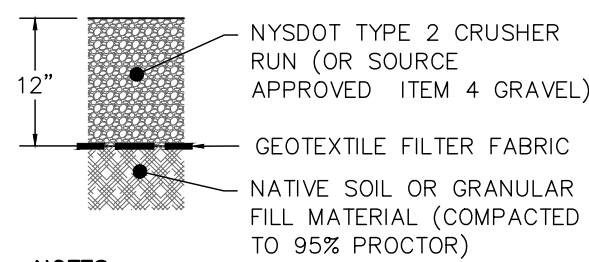 NYSDOT TYPE 2 CRUSHER
RUN (OR SOURCE
APPROVED ITEM 4 GRAVEL)
12"
GEOTEXTILE FILTER FABRIC
NATIVE SOIL OR GRANULAR
FILL MATERIAL (COMPACTED
TO 95% PROCTOR)